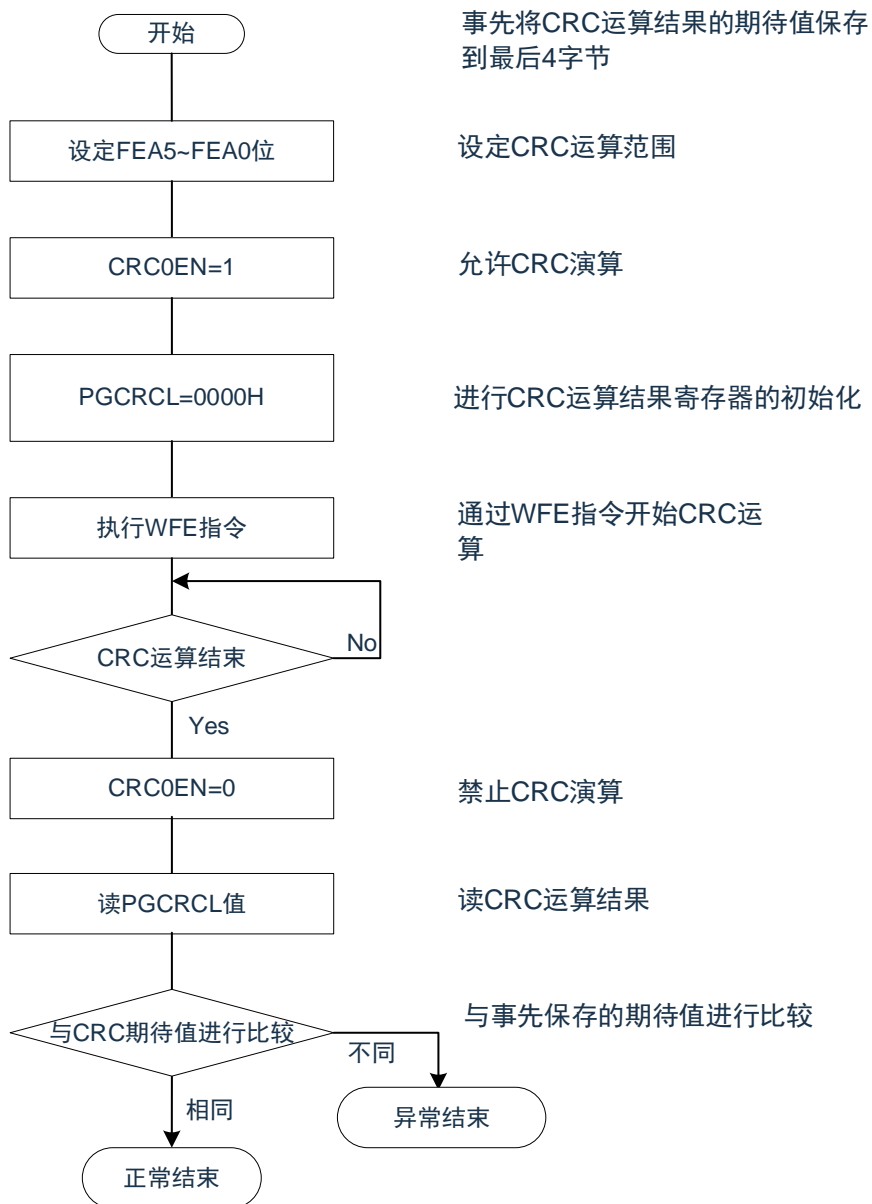 开始
事先将CRC运算结果的期待值保存
到最后4字节
设定FEA5~FEA0位
设定CRC运算范围
CRC0EN=1
允许CRC演算
PGCRCL=0000H
进行CRC运算结果寄存器的初始化
执行WFE指令
通过WFE指令开始CRC运
算
CRC运算结束
No
Yes
CRC0EN=0
禁止CRC演算
读PGCRCL值
读CRC运算结果
与CRC期待值进行比较
与事先保存的期待值进行比较
不同
相同
异常结束
正常结束